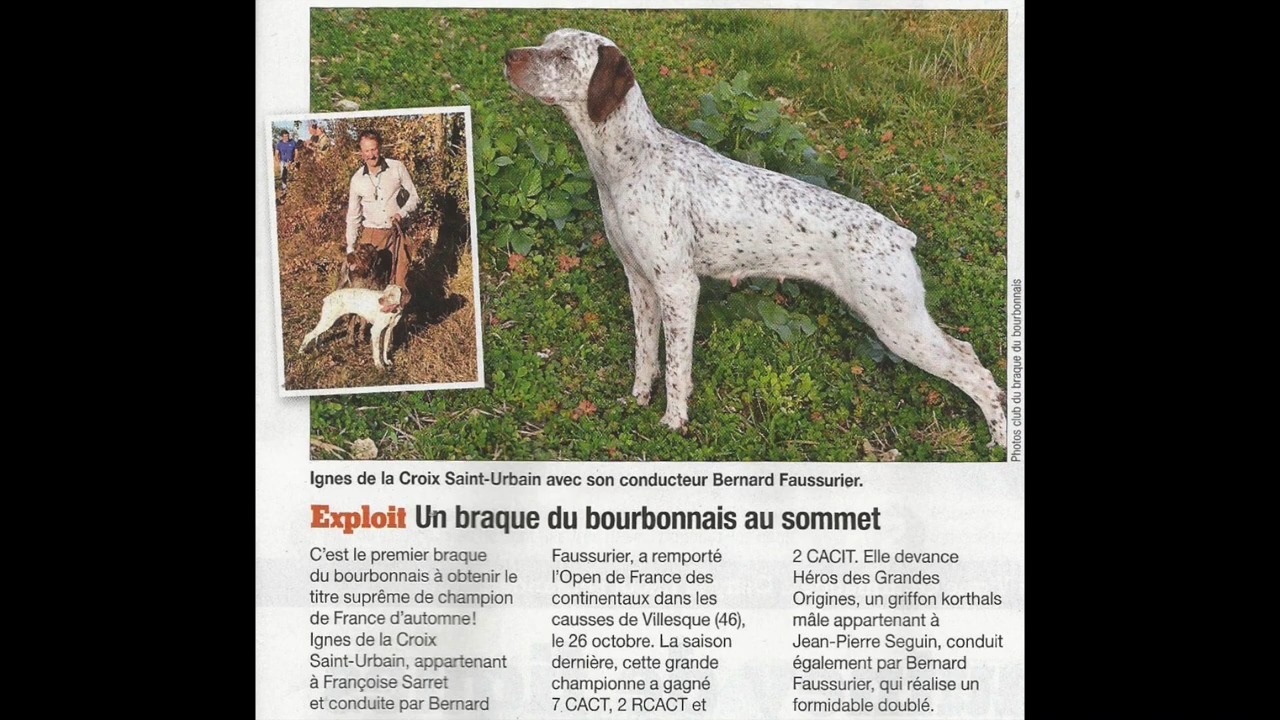 Photos club du braque du bourbonnais
Ignes de la Croix Saint-Urbain avec son conducteur Bernard Faussurier.
Exploit Un braque du bourbonnais au sommet
C’est le premier braque
du bourbonnais à obtenir le
titre suprême de champion
de France d’automne!
Ignes de la Croix
Saint-Urbain, appartenant
à Françoise Sarret
et conduite par Bernard
Faussurier, a remporté
l’Open de France des
continentaux dans les
causses de Villesque (46),
le 26 octobre. La saison
dernière, cette grande
championne a gagné
7 CACT, 2 RCACT et
2 CACIT. Elle devance
Héros des Grandes
Origines, un griffon korthals
mâle appartenant à
Jean-Pierre Seguin, conduit
également par Bernard
Faussurier, qui réalise un
formidable doublé.